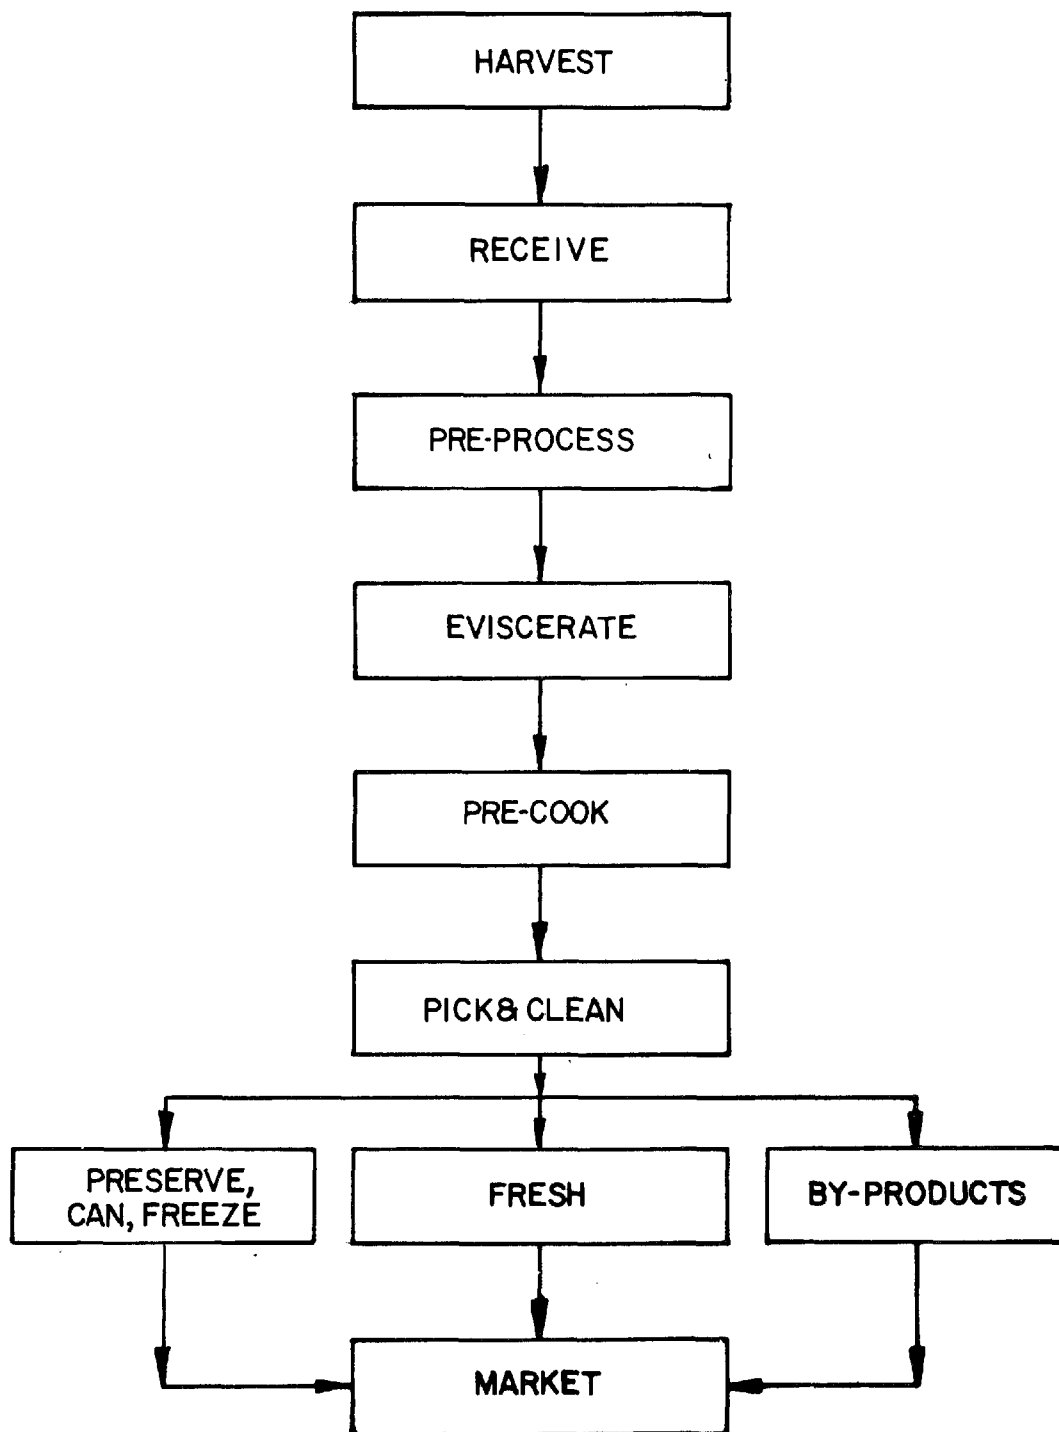 HARVEST
RECEIVE
PRE-PROCESS
EVISCERATE
PRE-COOK
PICK & CLEAN
PRESERVE,
CAN, FREEZE
FRESH
BY-PRODUCTS
MARKET